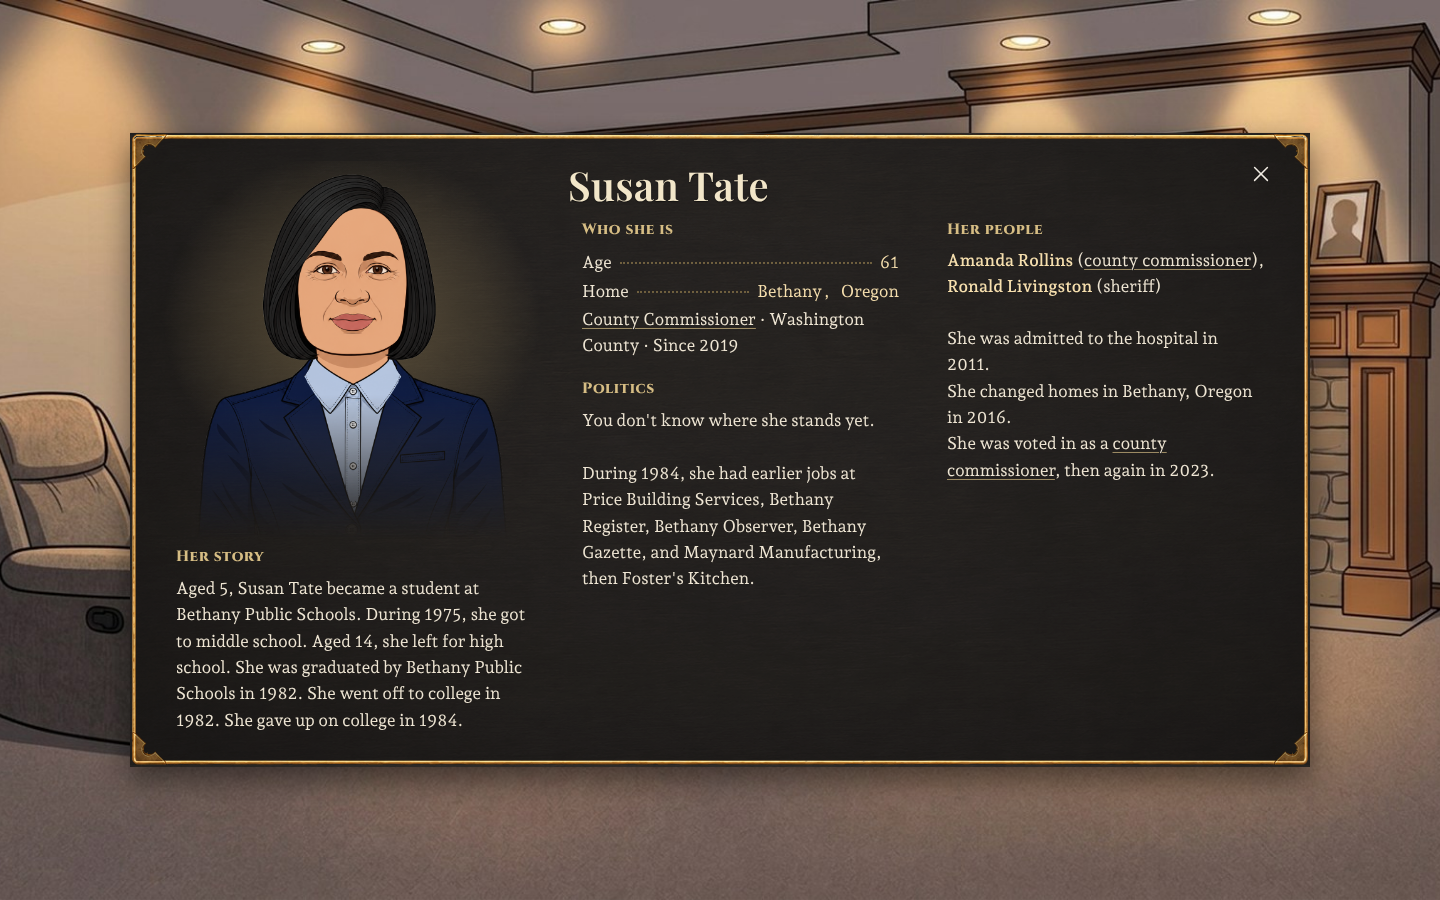 Susan Tate
Who she is
Age 61
Home Bethany, Oregon
County Commissioner · Washington
County · Since 2019
Politics
You don't know where she stands yet.
During 1984, she had earlier jobs at
Price Building Services, Bethany
Register, Bethany Observer, Bethany
Gazette, and Maynard Manufacturing,
then Foster's Kitchen.
Her people
Amanda Rollins (county commissioner),
Ronald Livingston (sheriff)
She was admitted to the hospital in
2011.
She changed homes in Bethany, Oregon
in 2016.
She was voted in as a county
commissioner, then again in 2023.
Her story
Aged 5, Susan Tate became a student at
Bethany Public Schools. During 1975, she got
to middle school. Aged 14, she left for high
school. She was graduated by Bethany Public
Schools in 1982. She went off to college in
1982. She gave up on college in 1984.